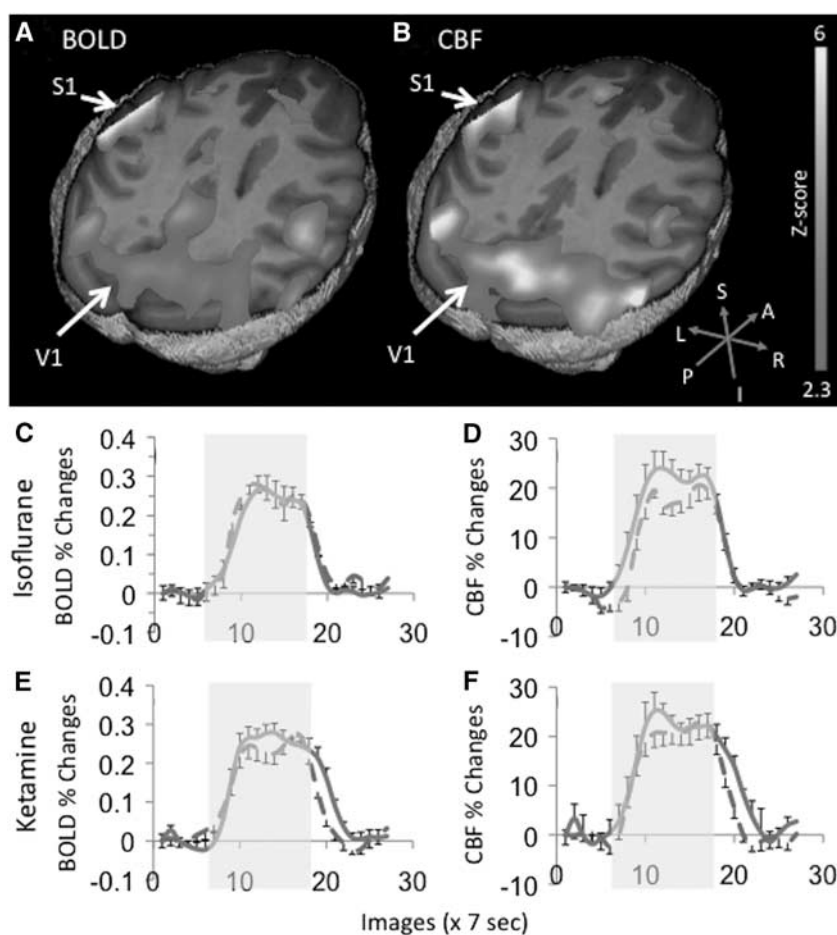 A BOLD
B CBF
S1
S1
V1
V1
6
Z-score
2.3
S
A
L
R
P
I
C
D
Isoflurane
BOLD % Changes
0.4
0.3
0.2
0.1
0
-0.1
0
10
20
30
CBF % Changes
30
20
10
0
-10
0
10
20
30
E
F
Ketamine
BOLD % Changes
0.4
0.3
0.2
0.1
0
-0.1
0
10
20
30
CBF % Changes
30
20
10
0
-10
0
10
20
30
Images (x 7 sec)